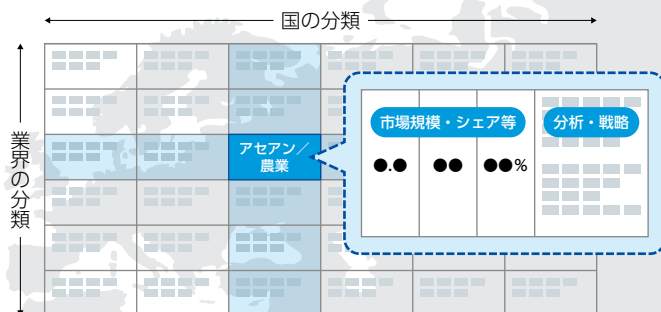 国の分類
業界の分類
アセアン／
農業
市場規模・シェア等
分析・戦略
●.●
●●
●●%